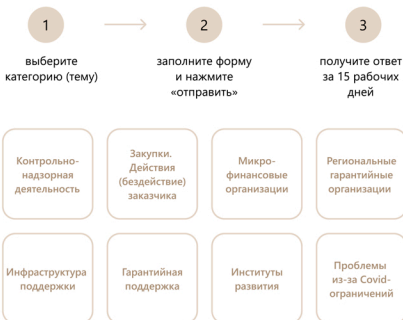 1
2
3
выберите
категорию (тему)
заполните форму
и нажмите
«отправить»
получите ответ
за 15 рабочих
дней
Контрольно-
надзорная
деятельность
Закупки.
Действия
(бездействие)
заказчика
Микро-
финансовые
организации
Региональные
гарантийные
организации
Инфраструктура
поддержки
Гарантийная
поддержка
Институты
развития
Проблемы
из-за Covid-
ограничений